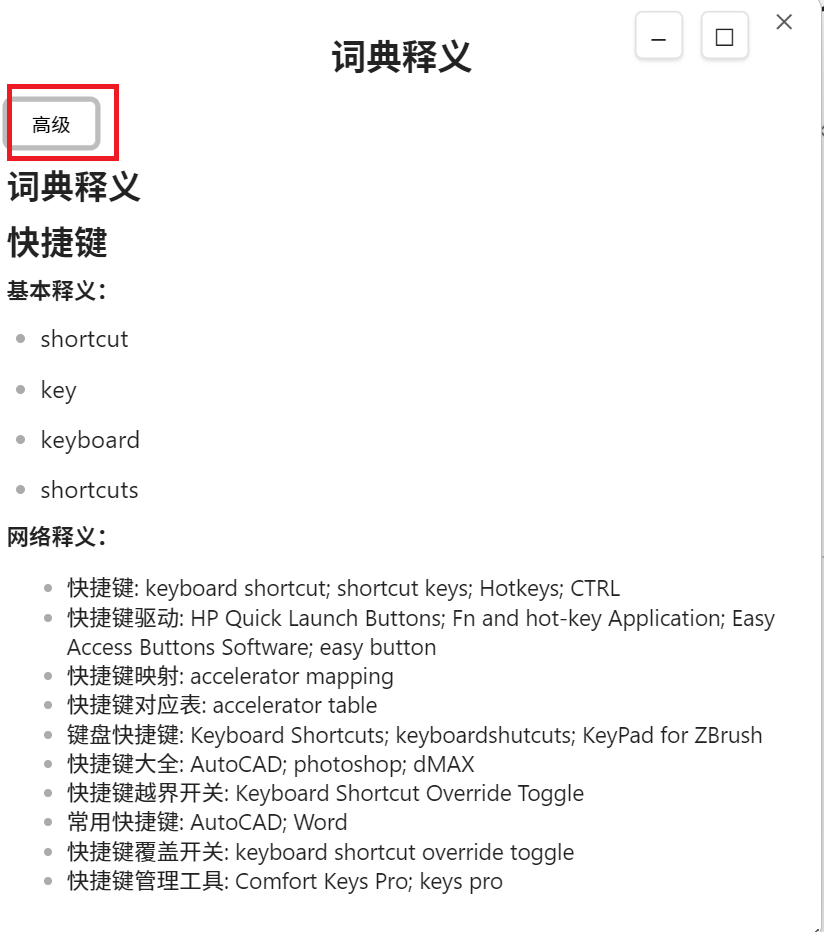 词典释义
高级
词典释义
快捷键
基本释义：
shortcut
key
keyboard
shortcuts
网络释义：
快捷键: keyboard shortcut; shortcut keys; Hotkeys; CTRL
快捷键驱动: HP Quick Launch Buttons; Fn and hot-key Application; Easy
Access Buttons Software; easy button
快捷键映射: accelerator mapping
快捷键对应表: accelerator table
键盘快捷键: Keyboard Shortcuts; keyboardshutcuts; KeyPad for ZBrush
快捷键大全: AutoCAD; photoshop; dMAX
快捷键越界开关: Keyboard Shortcut Override Toggle
常用快捷键: AutoCAD; Word
快捷键覆盖开关: keyboard shortcut override toggle
快捷键管理工具: Comfort Keys Pro; keys pro